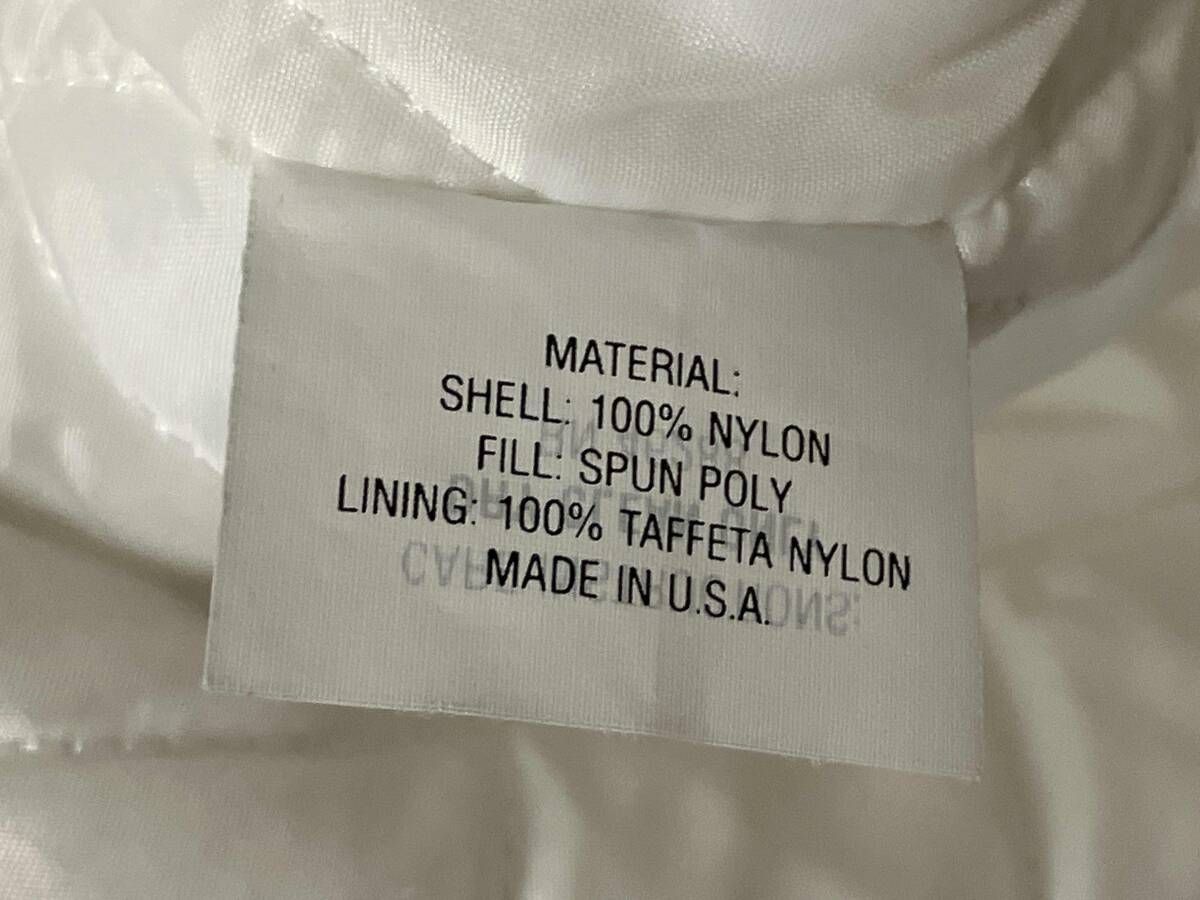 MATERIAL:
SHELL: 100% NYLON
FILL: SPUN POLY
LINING: 100% TAFFETA NYLON
MADE IN U.S.A.